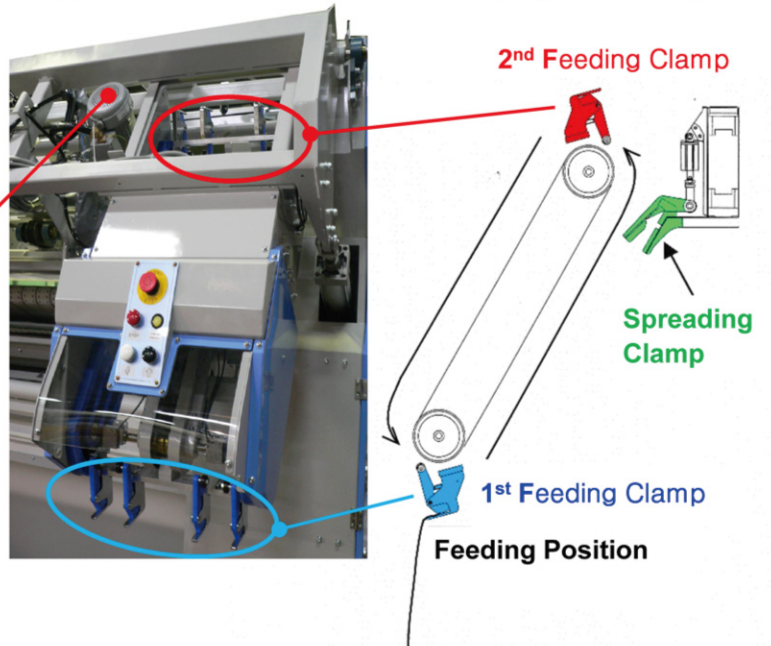 2nd Feeding Clamp
Spreading
Clamp
1st Feeding Clamp
Feeding Position